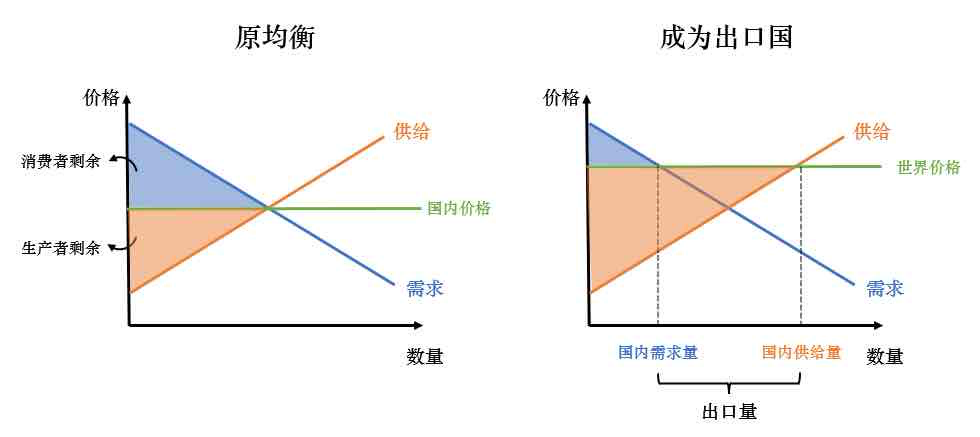 原均衡
价格
供给
消费者剩余
国内价格
生产者剩余
需求
数量
成为出口国
价格
供给
世界价格
需求
国内需求量
国内供给量
数量
出口量